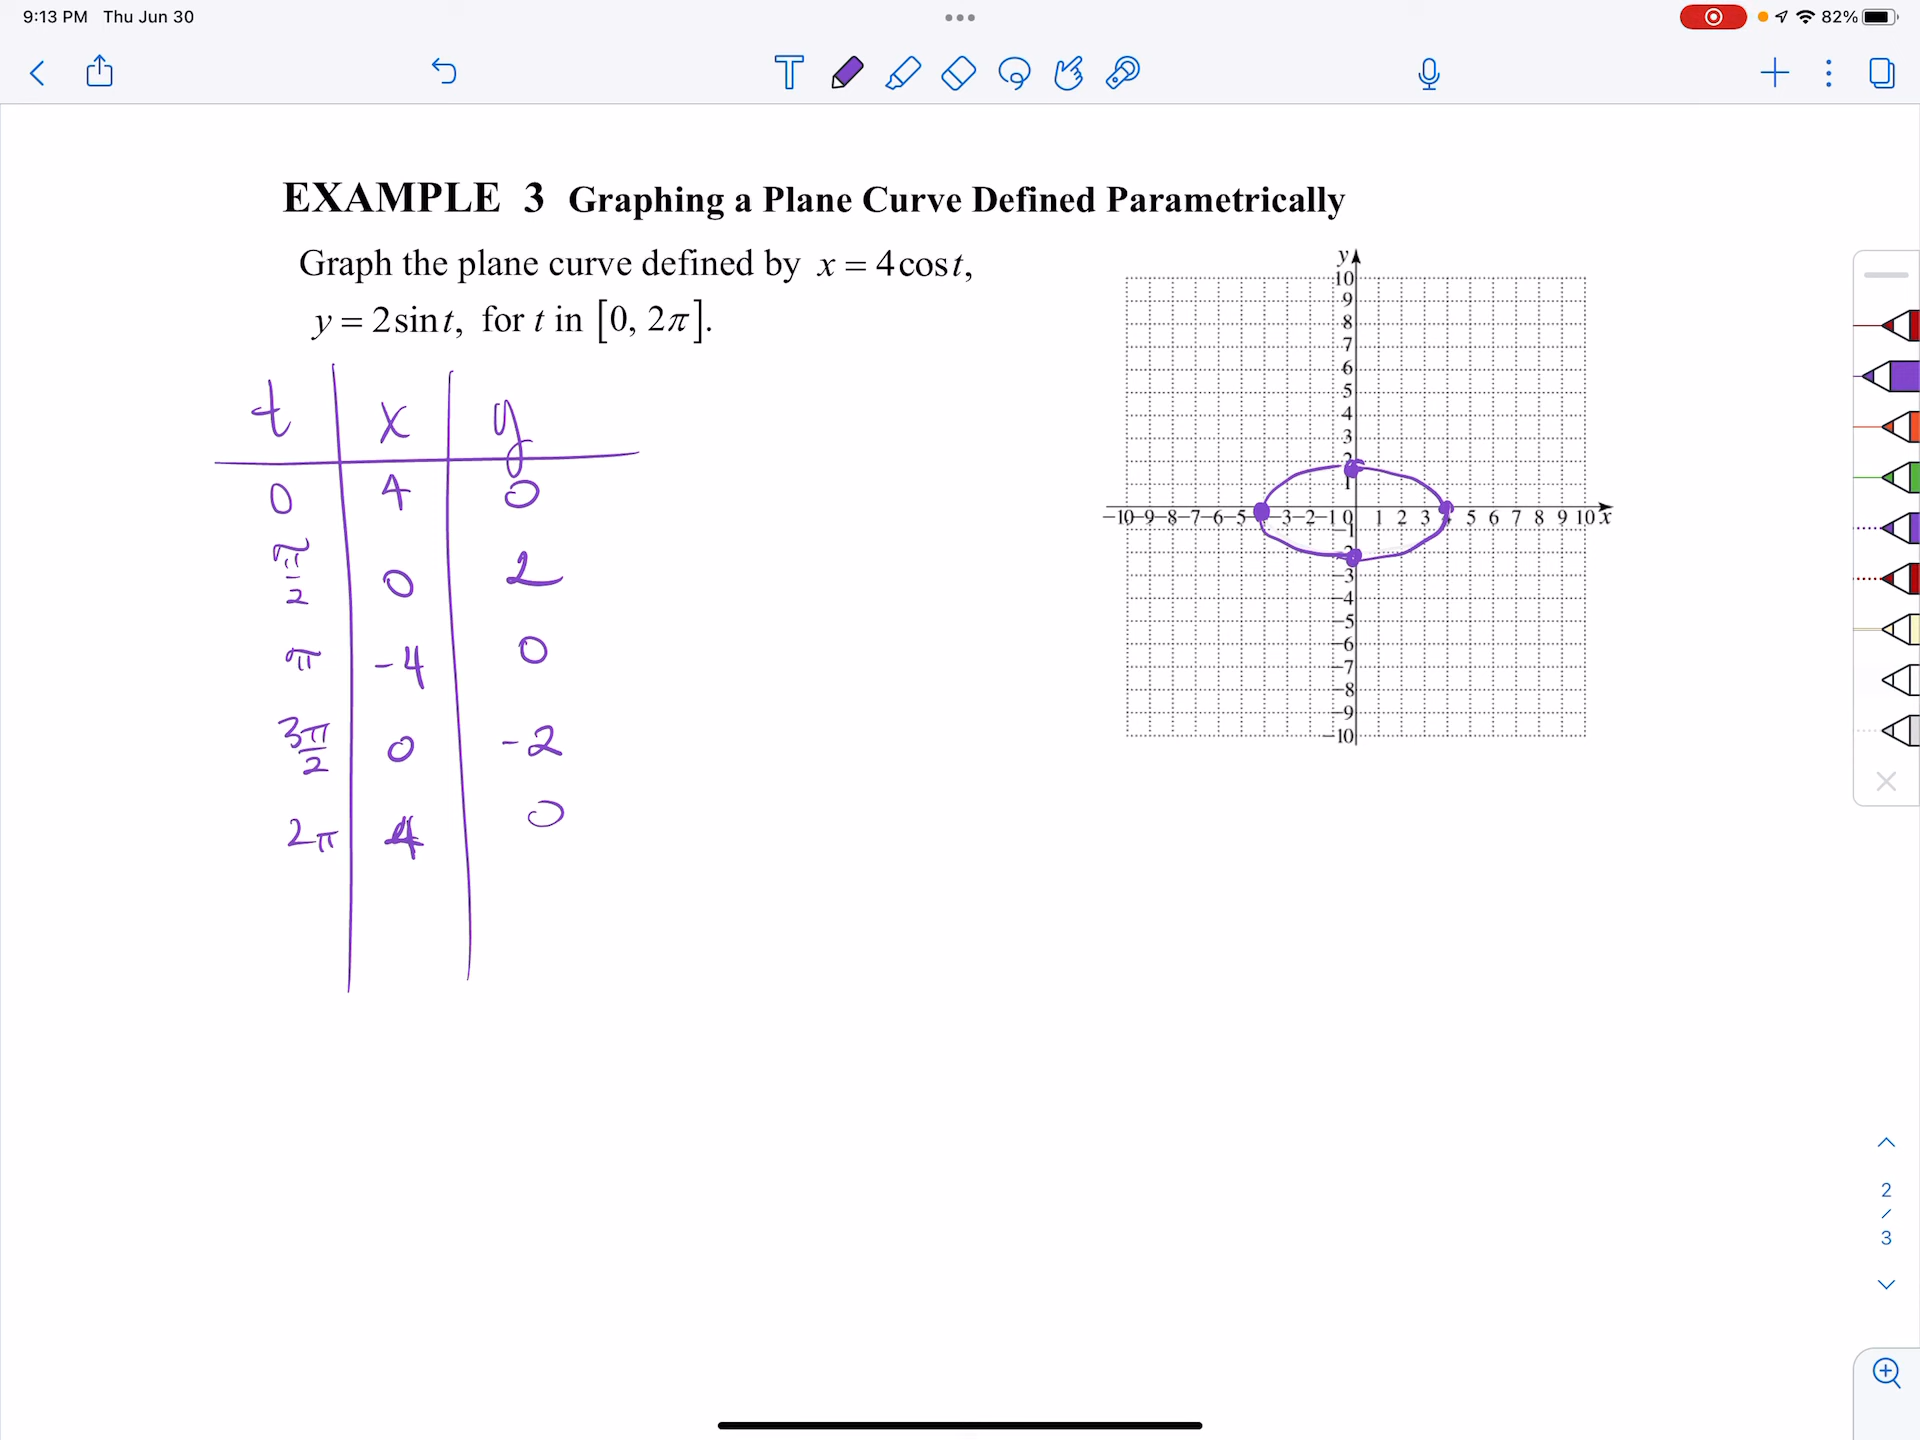 9:13 PM Thu Jun 30
82%
T
EXAMPLE 3 Graphing a Plane Curve Defined Parametrically
Graph the plane curve defined by x = 4cos t,
y = 2sin t, for t in [0, 2π].
t x y
0 4 0
π/2 0 2
π -4 0
3π/2 0 -2
2π 4 0
y
10
9
8
7
6
5
4
3
2
1
−10−9−8−7−6−5 −3−2−1 0 1 2 3 4 5 6 7 8 9 10 x
−1
−2
−3
−4
−5
−6
−7
−8
−9
−10
2
/
3